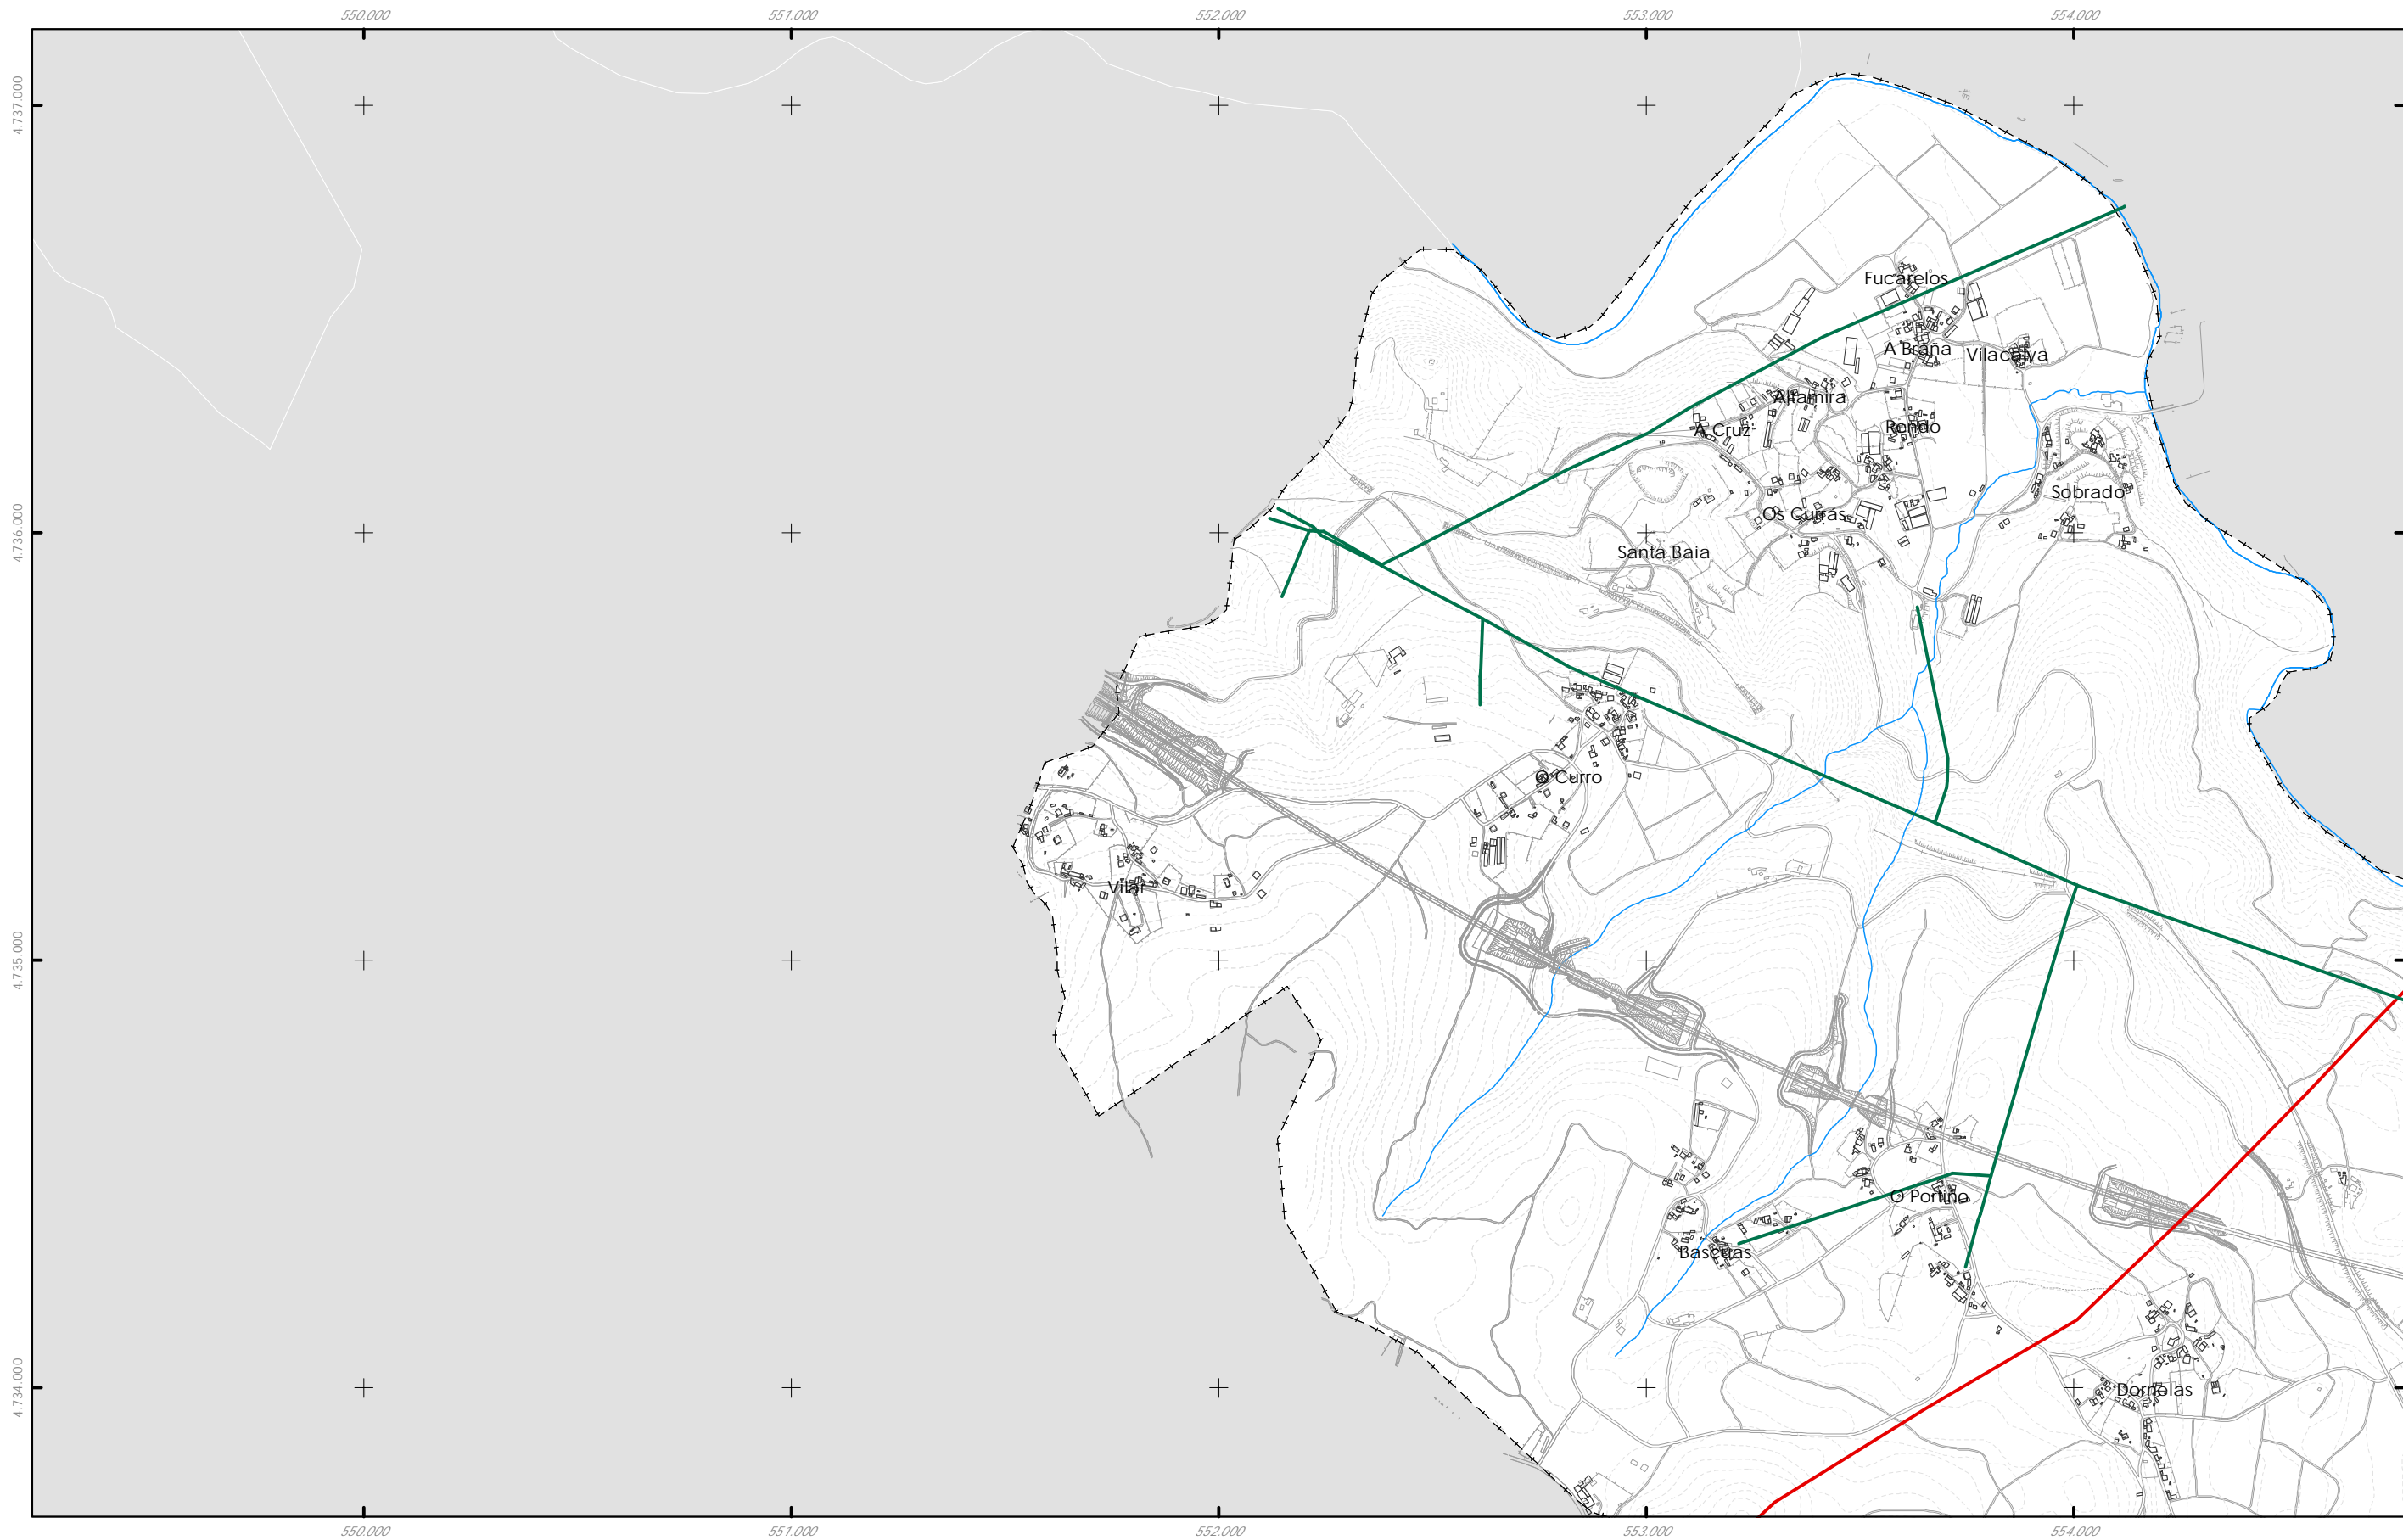 550.000
551.000
552.000
553.000
554.000
4.737.000
Fucarelos
A Braña
Vilacalva
Altamira
A Cruz
Rendo
Sobrado
Os Currás
4.736.000
Santa Baia
O Curro
Vilar
4.735.000
O Portiño
Bascuas
4.734.000
Dornolas
550.000
551.000
552.000
553.000
554.000